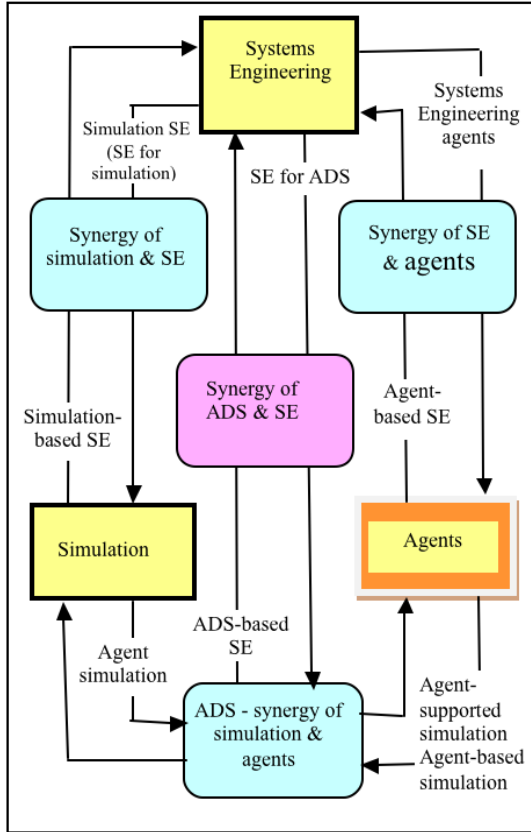 Systems
Engineering
Simulation SE
(SE for
simulation)
SE for ADS
Systems
Engineering
agents
Synergy of
simulation & SE
Synergy of SE
& agents
Synergy of
ADS & SE
Simulation-
based SE
Agent-
based SE
Simulation
Agents
Agent
simulation
ADS-based
SE
ADS - synergy of
simulation &
agents
Agent-
supported
simulation
Agent-based
simulation